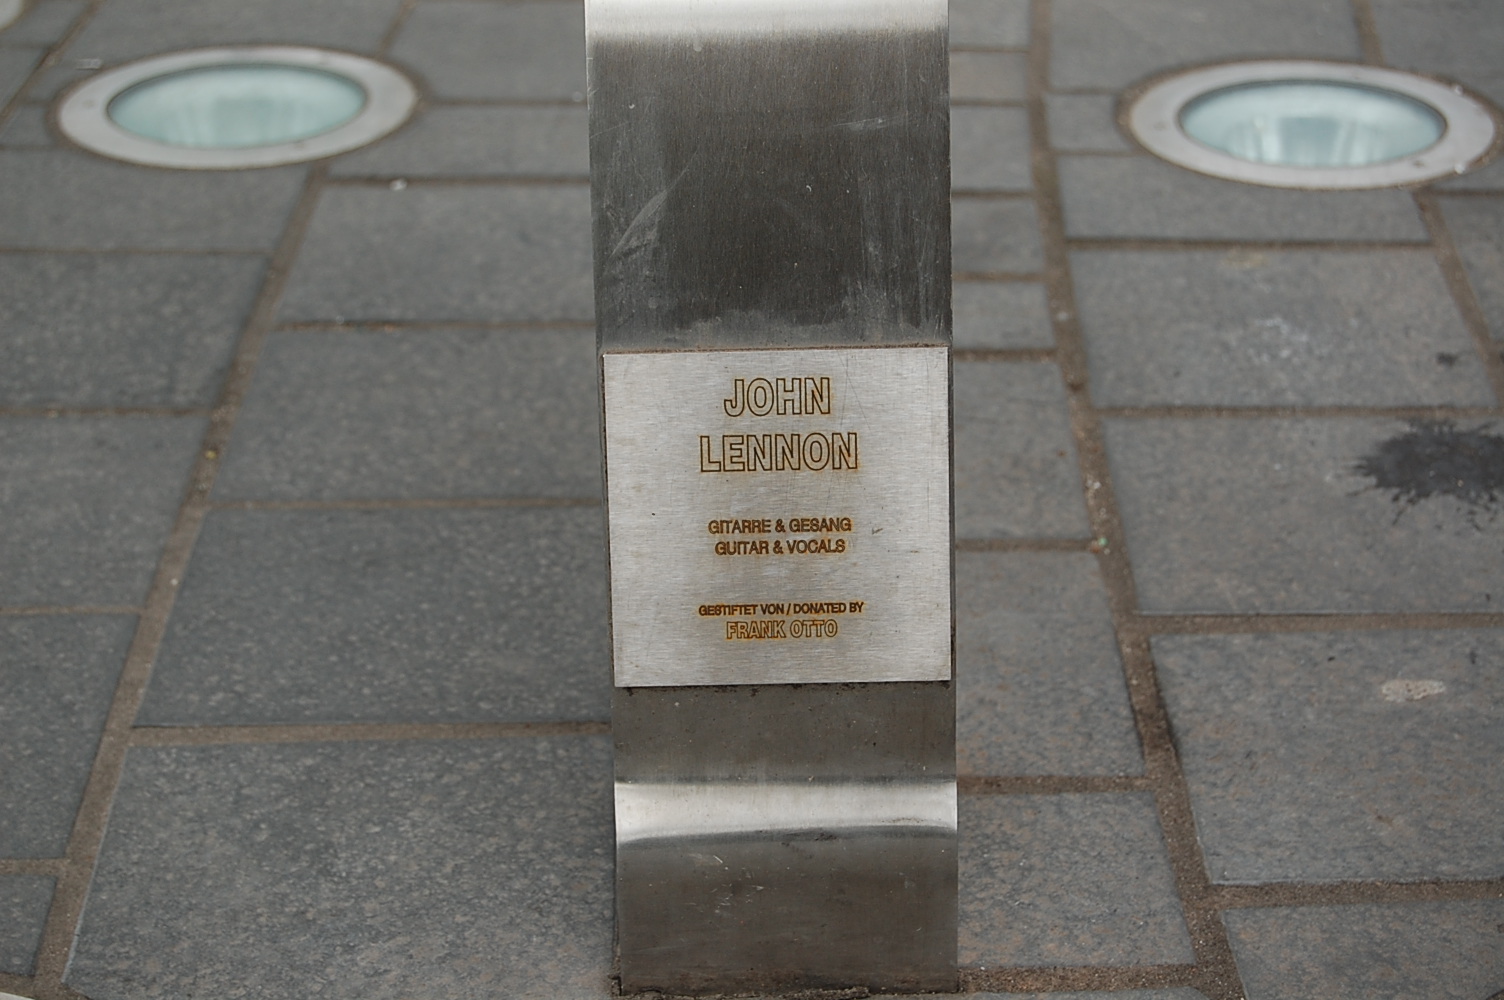 JOHN
LENNON
GITARRE & GESANG
GUITAR & VOCALS
GESTIFTET VON / DONATED BY
FRANK OTTO